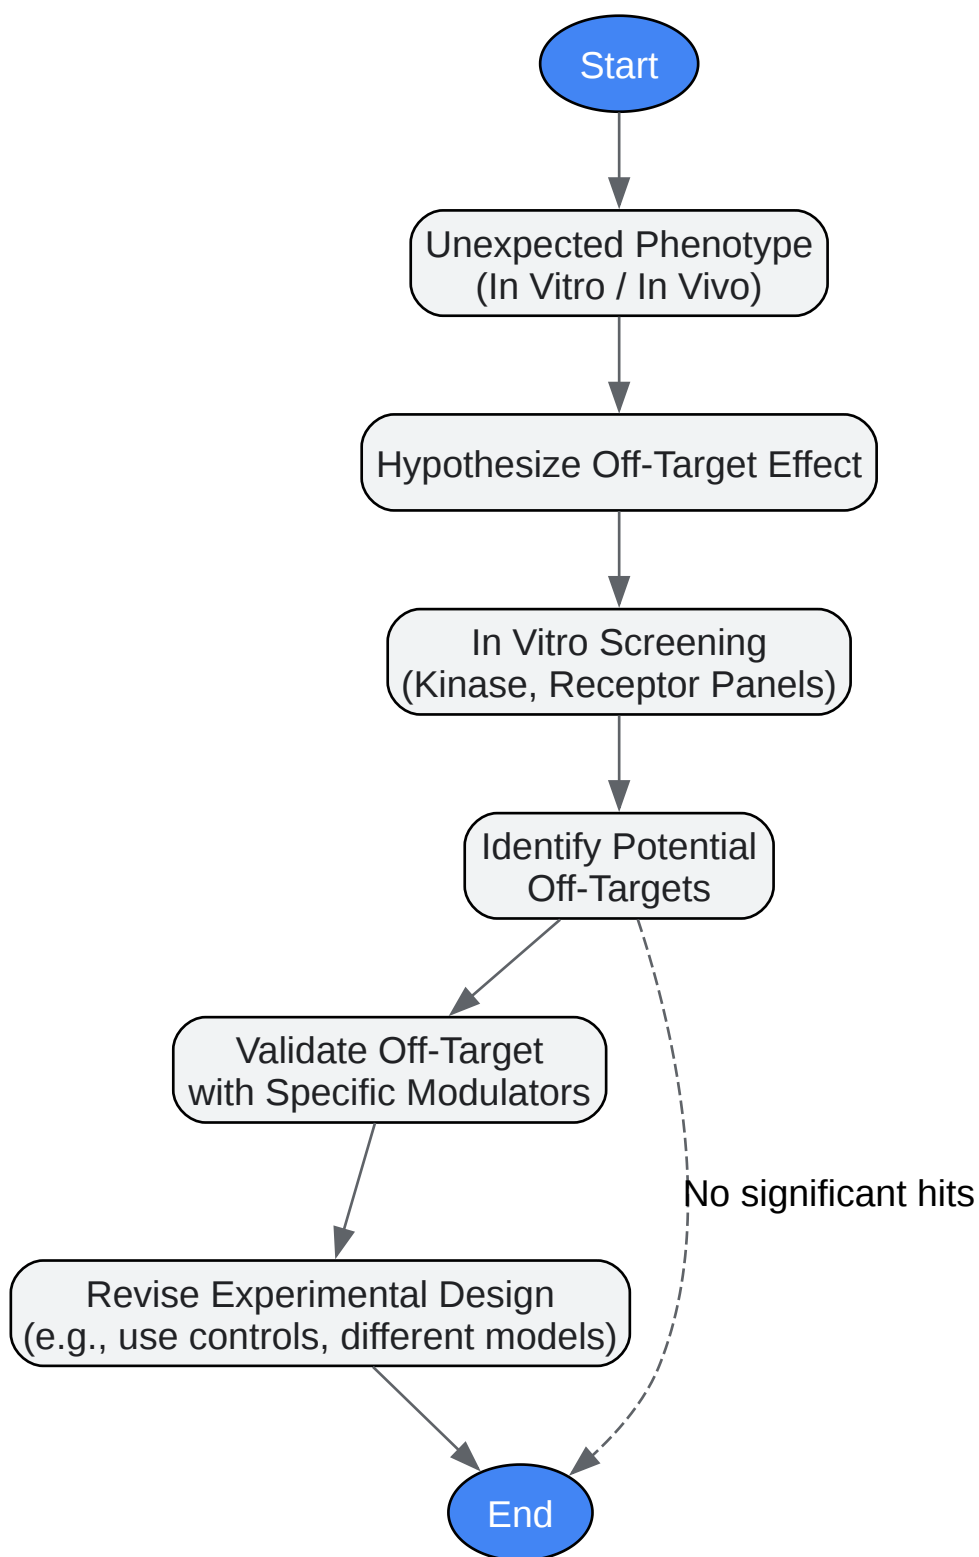 Start
Unexpected Phenotype
(In Vitro / In Vivo)
Hypothesize Off-Target Effect
In Vitro Screening
(Kinase, Receptor Panels)
Identify Potential
Off-Targets
Validate Off-Target
with Specific Modulators
No significant hits
Revise Experimental Design
(e.g., use controls, different models)
End